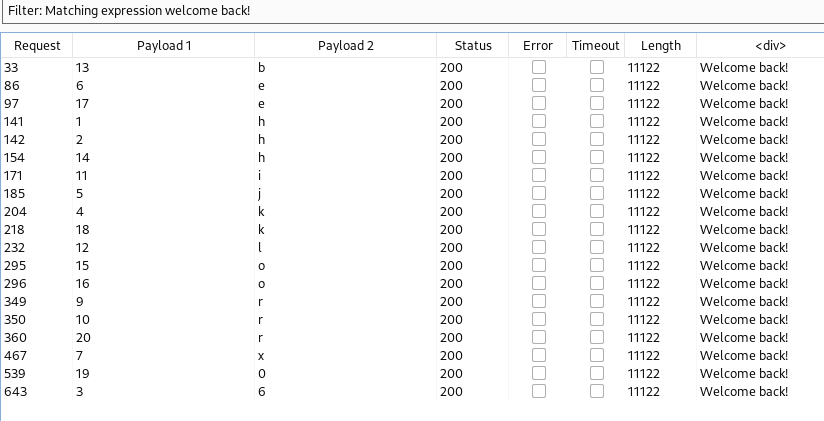 Filter: Matching expression welcome back!
Request Payload 1 Payload 2 Status Error Timeout Length <div>
33 13 b 200 11122 Welcome back!
86 6 e 200 11122 Welcome back!
97 17 e 200 11122 Welcome back!
141 1 h 200 11122 Welcome back!
142 2 h 200 11122 Welcome back!
154 14 h 200 11122 Welcome back!
171 11 i 200 11122 Welcome back!
185 5 j 200 11122 Welcome back!
204 4 k 200 11122 Welcome back!
218 18 k 200 11122 Welcome back!
232 12 l 200 11122 Welcome back!
295 15 o 200 11122 Welcome back!
296 16 o 200 11122 Welcome back!
349 9 r 200 11122 Welcome back!
350 10 r 200 11122 Welcome back!
360 20 r 200 11122 Welcome back!
467 7 x 200 11122 Welcome back!
539 19 0 200 11122 Welcome back!
643 3 6 200 11122 Welcome back!